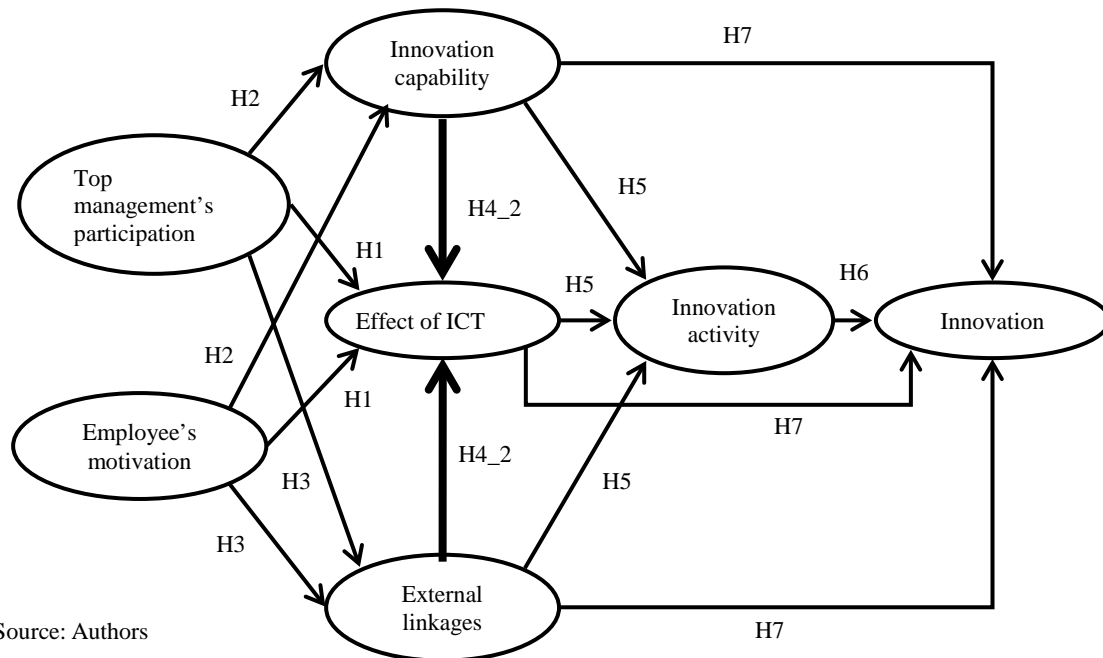 Innovation
capability
H7
H2
Top
management’s
participation
H5
H4_2
H1
H5
H6
Effect of ICT
Innovation
activity
Innovation
H2
H1
H7
Employee’s
motivation
H4_2
H3
H5
H3
External
linkages
H7
Source: Authors